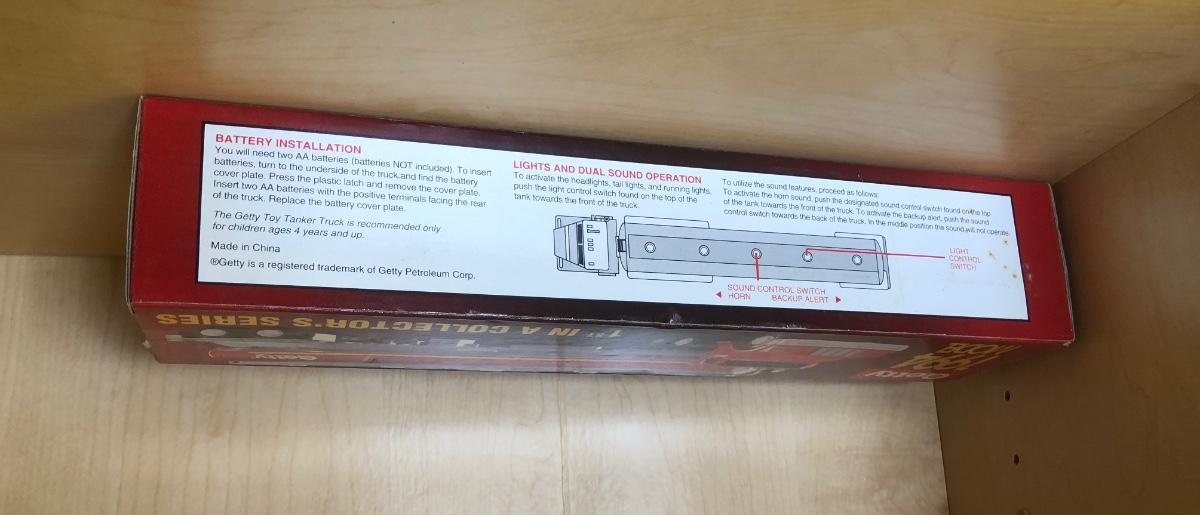 BATTERY INSTALLATION
You will need two AA batteries (batteries NOT included). To insert
batteries, turn to the underside of the truck and find the battery
cover plate. Press the plastic latch and remove the cover plate.
Insert two AA batteries with the positive terminals facing the rear
of the truck. Replace the battery cover plate.
The Getty Toy Tanker Truck is recommended only
for children ages 4 years and up.
Made in China
®Getty is a registered trademark of Getty Petroleum Corp.
LIGHTS AND DUAL SOUND OPERATION
To activate the headlights, tail lights, and running lights,
push the light control switch found on the top of the
tank towards the front of the truck.
To utilize the sound features, proceed as follows:
To activate the horn sound, push the designated sound control switch found on the top
of the tank towards the front of the truck. To activate the backup alert, push the sound
control switch towards the back of the truck. In the middle position the sound will not operate.
LIGHT
CONTROL
SWITCH
SOUND CONTROL SWITCH
HORN BACKUP ALERT
1ST IN A COLLECTOR'S SERIES
Getty
Getty